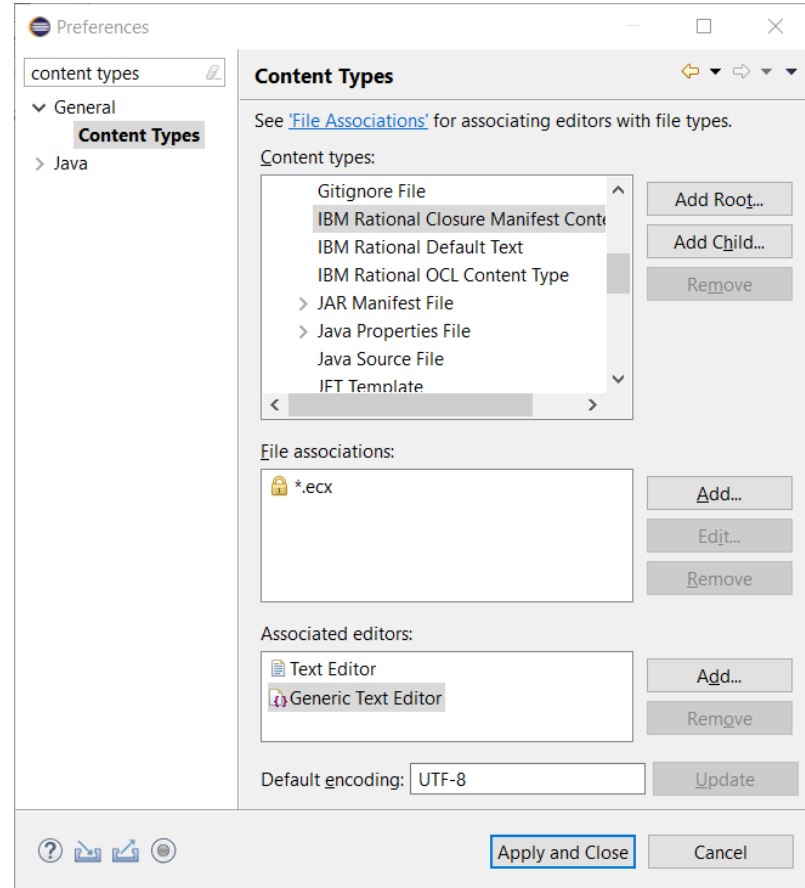 Preferences
content types
General
Content Types
Java
Content Types
See 'File Associations' for associating editors with file types.
Content types:
Gitignore File
IBM Rational Closure Manifest Conte
IBM Rational Default Text
IBM Rational OCL Content Type
JAR Manifest File
Java Properties File
Java Source File
JET Template
Add Root...
Add Child...
Remove
File associations:
*.ecx
Add...
Edit...
Remove
Associated editors:
Text Editor
Generic Text Editor
Add...
Remove
Default encoding: UTF-8 Update
Apply and Close Cancel